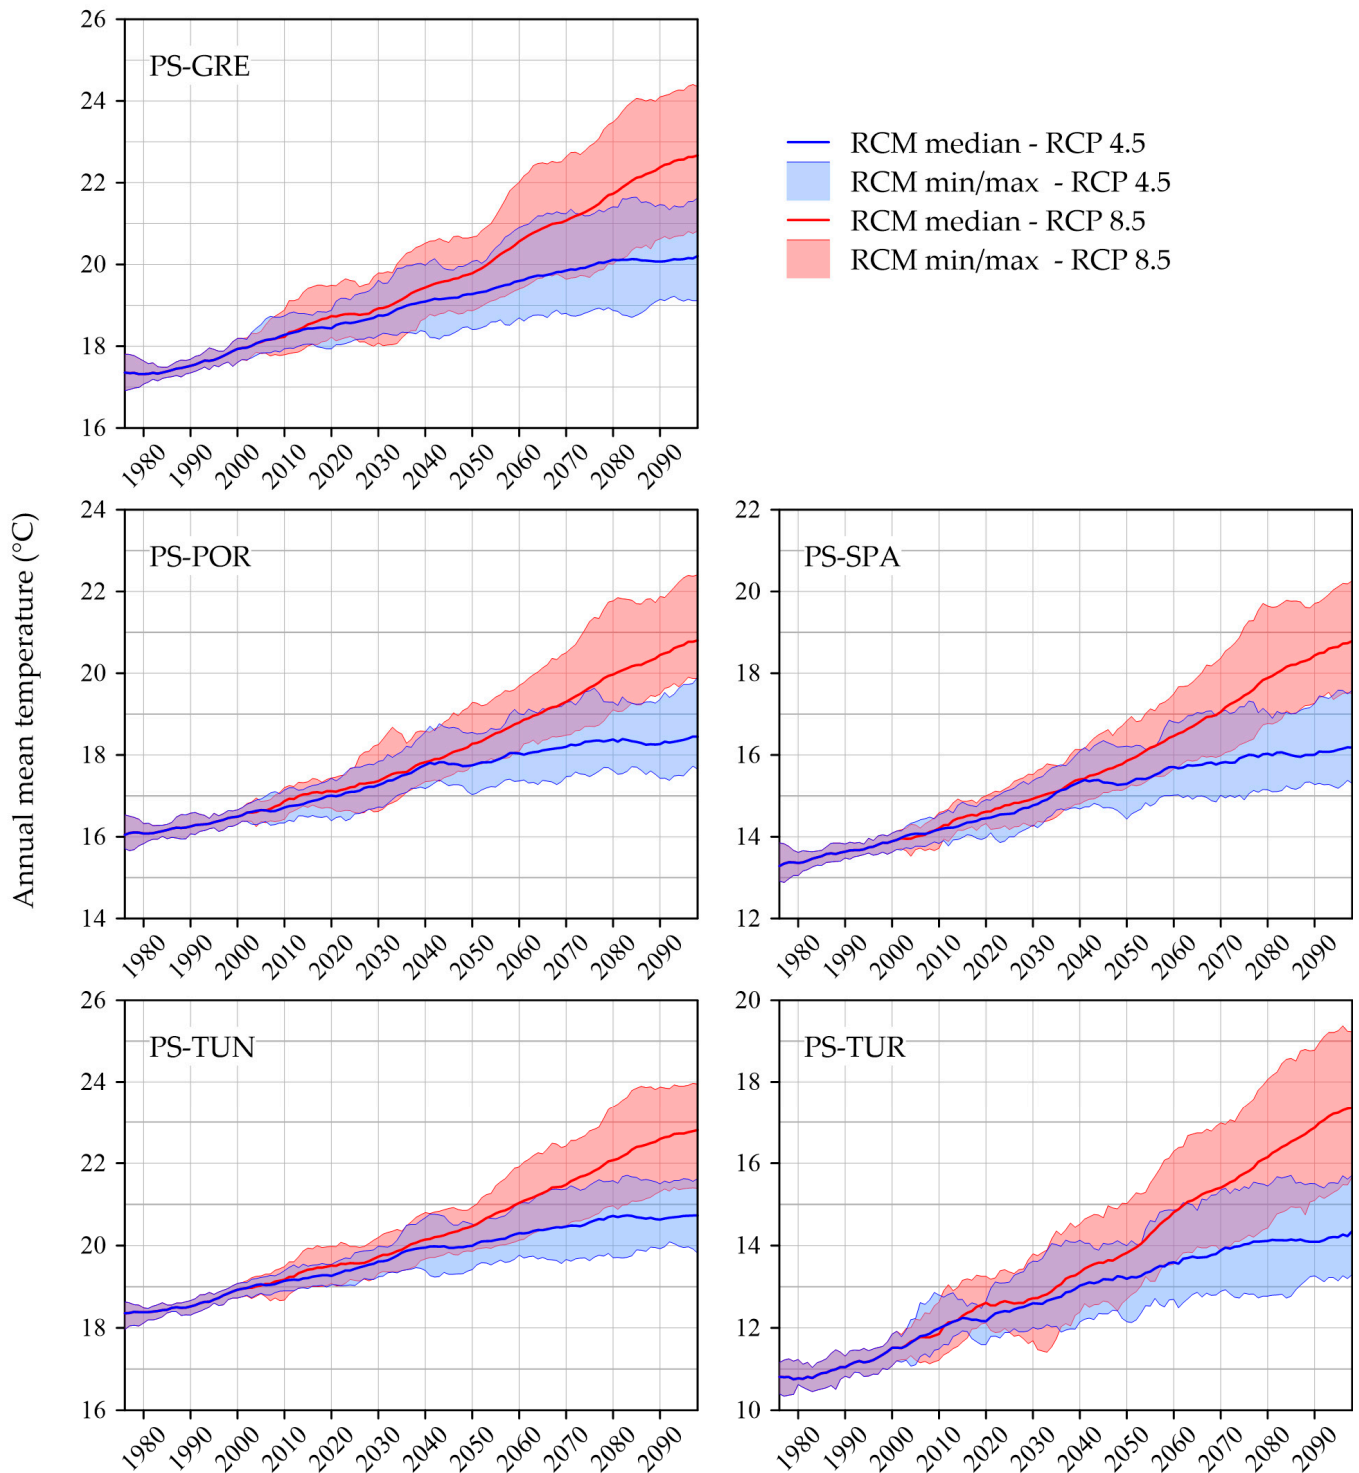 26
PS-GRE
24
22
20
18
16
1980 1990 2000 2010 2020 2030 2040 2050 2060 2070 2080 2090
RCM median - RCP 4.5
RCM min/max - RCP 4.5
RCM median - RCP 8.5
RCM min/max - RCP 8.5
Annual mean temperature (°C)
24
PS-POR
22
20
18
16
14
1980 1990 2000 2010 2020 2030 2040 2050 2060 2070 2080 2090
22
PS-SPA
20
18
16
14
12
1980 1990 2000 2010 2020 2030 2040 2050 2060 2070 2080 2090
26
PS-TUN
24
22
20
18
16
1980 1990 2000 2010 2020 2030 2040 2050 2060 2070 2080 2090
20
PS-TUR
18
16
14
12
10
1980 1990 2000 2010 2020 2030 2040 2050 2060 2070 2080 2090